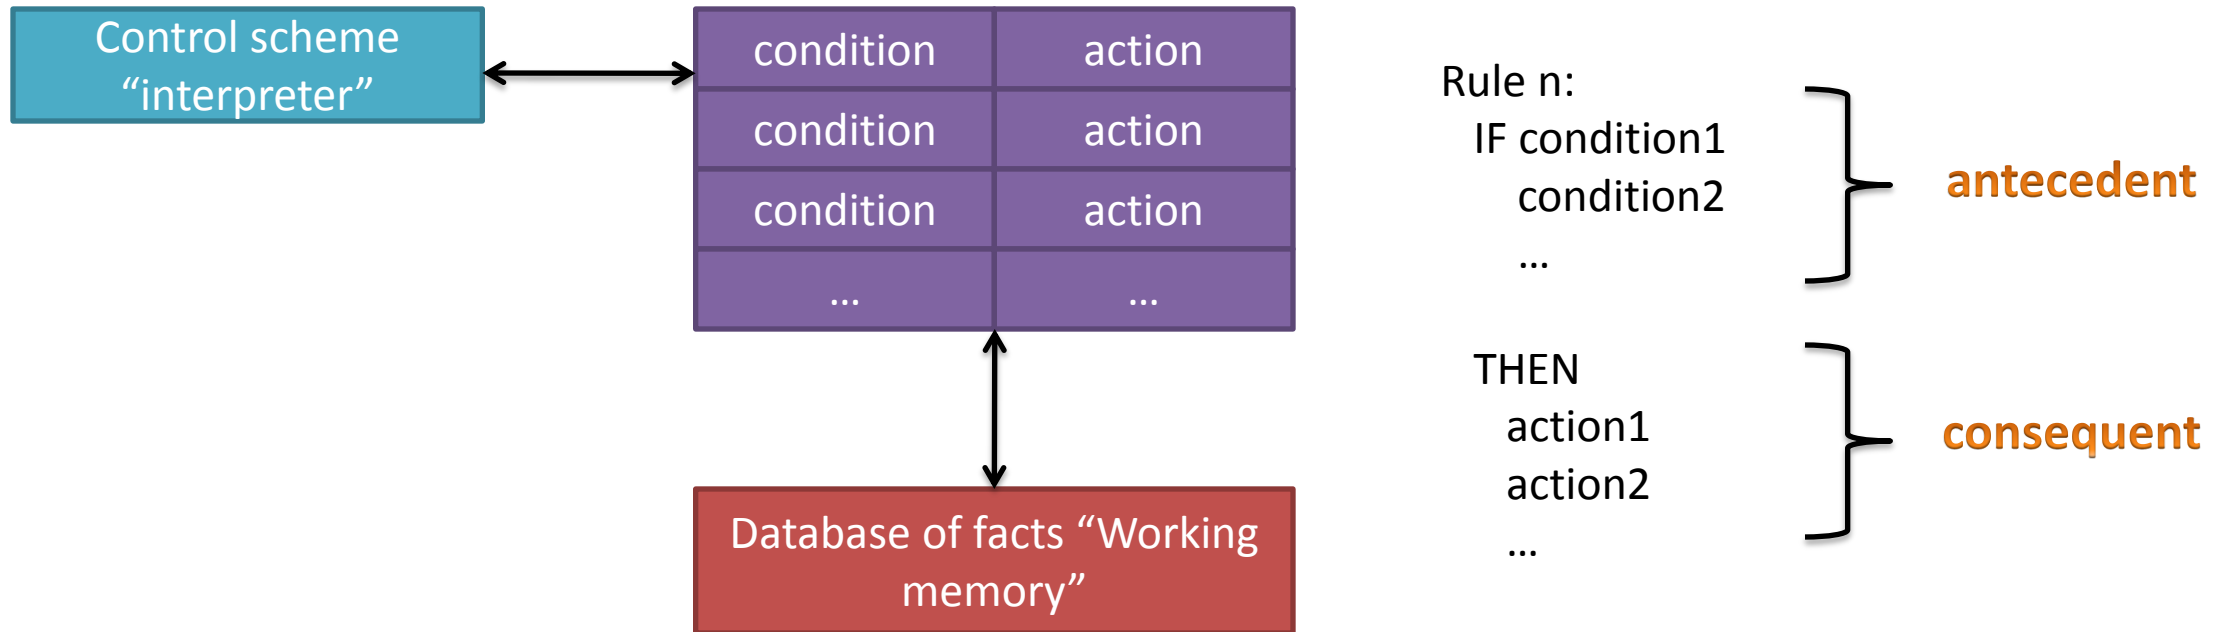 Control scheme
“interpreter”
condition action
condition action
condition action
... ...
Database of facts “Working
memory”
Rule n:
IF condition1
condition2
...
THEN
action1
action2
...
antecedent
consequent